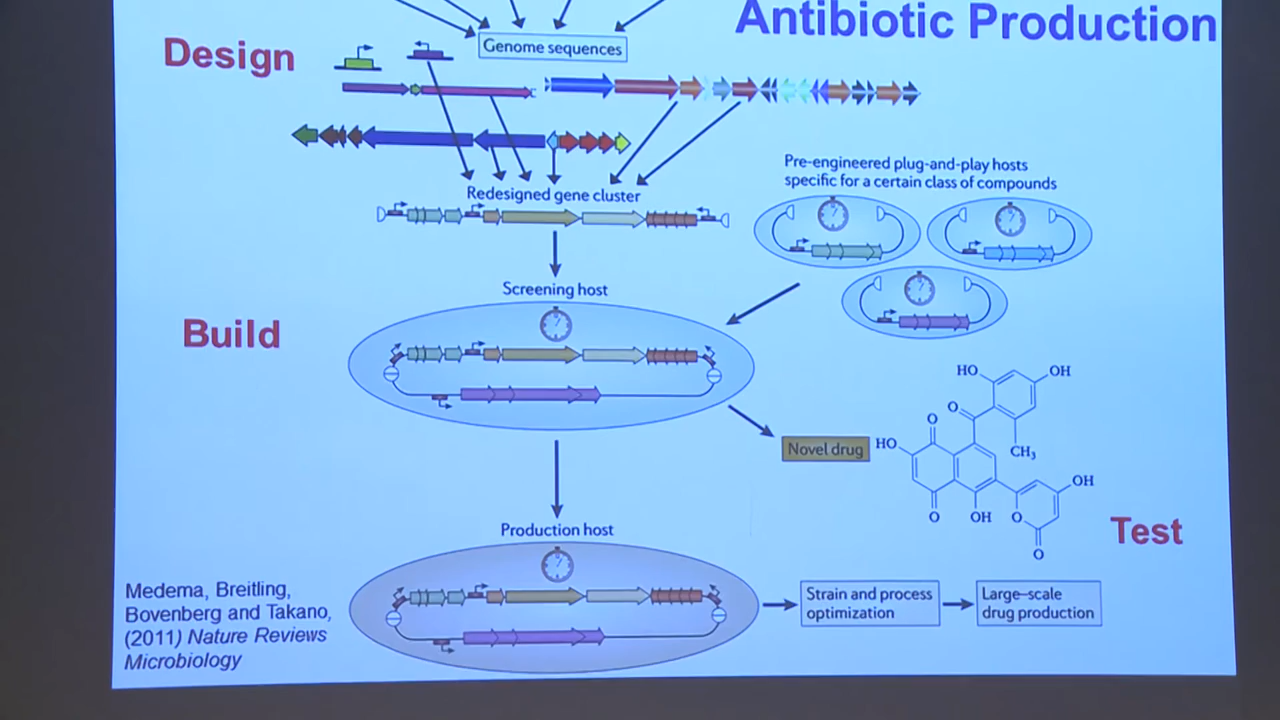 Antibiotic Production
Design
Genome sequences
Pre-engineered plug-and-play hosts
specific for a certain class of compounds
Redesigned gene cluster
Screening host
Build
HO
OH
O
O
HO
CH3
Novel drug
OH
O
OH
O
O
Test
Production host
Medema, Breitling,
Bovenberg and Takano,
(2011) Nature Reviews
Microbiology
Strain and process
optimization
Large-scale
drug production